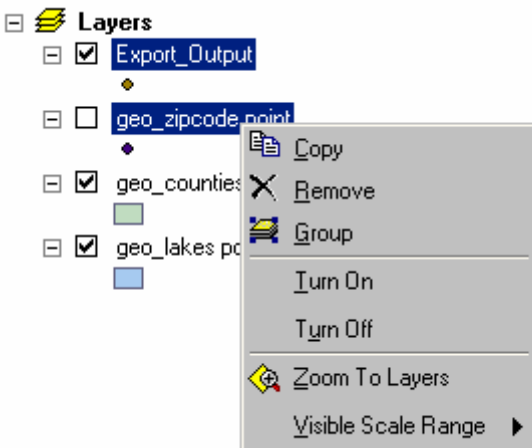 Layers
Export_Output
geo_zipcode point
Copy
geo_counties
Remove
Group
geo_lakes po
Turn On
Turn Off
Zoom To Layers
Visible Scale Range